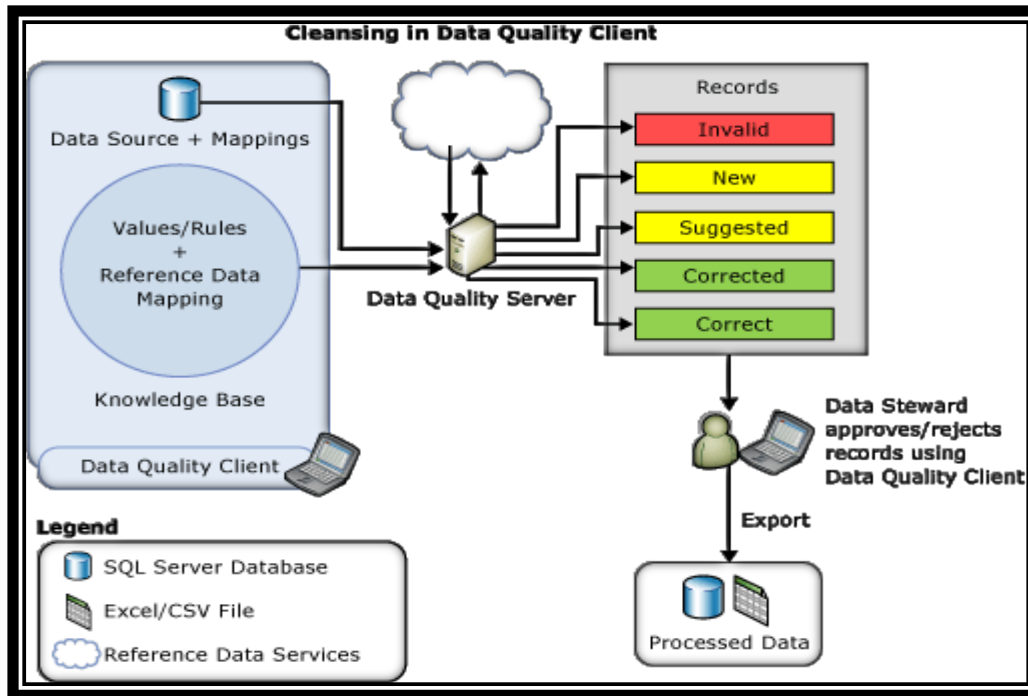 Cleansing in Data Quality Client
Data Source + Mappings
Values/Rules
+
Reference Data
Mapping
Knowledge Base
Data Quality Client
Data Quality Server
Records
Invalid
New
Suggested
Corrected
Correct
Data Steward
approves/rejects
records using
Data Quality Client
Export
Processed Data
Legend
SQL Server Database
Excel/CSV File
Reference Data Services